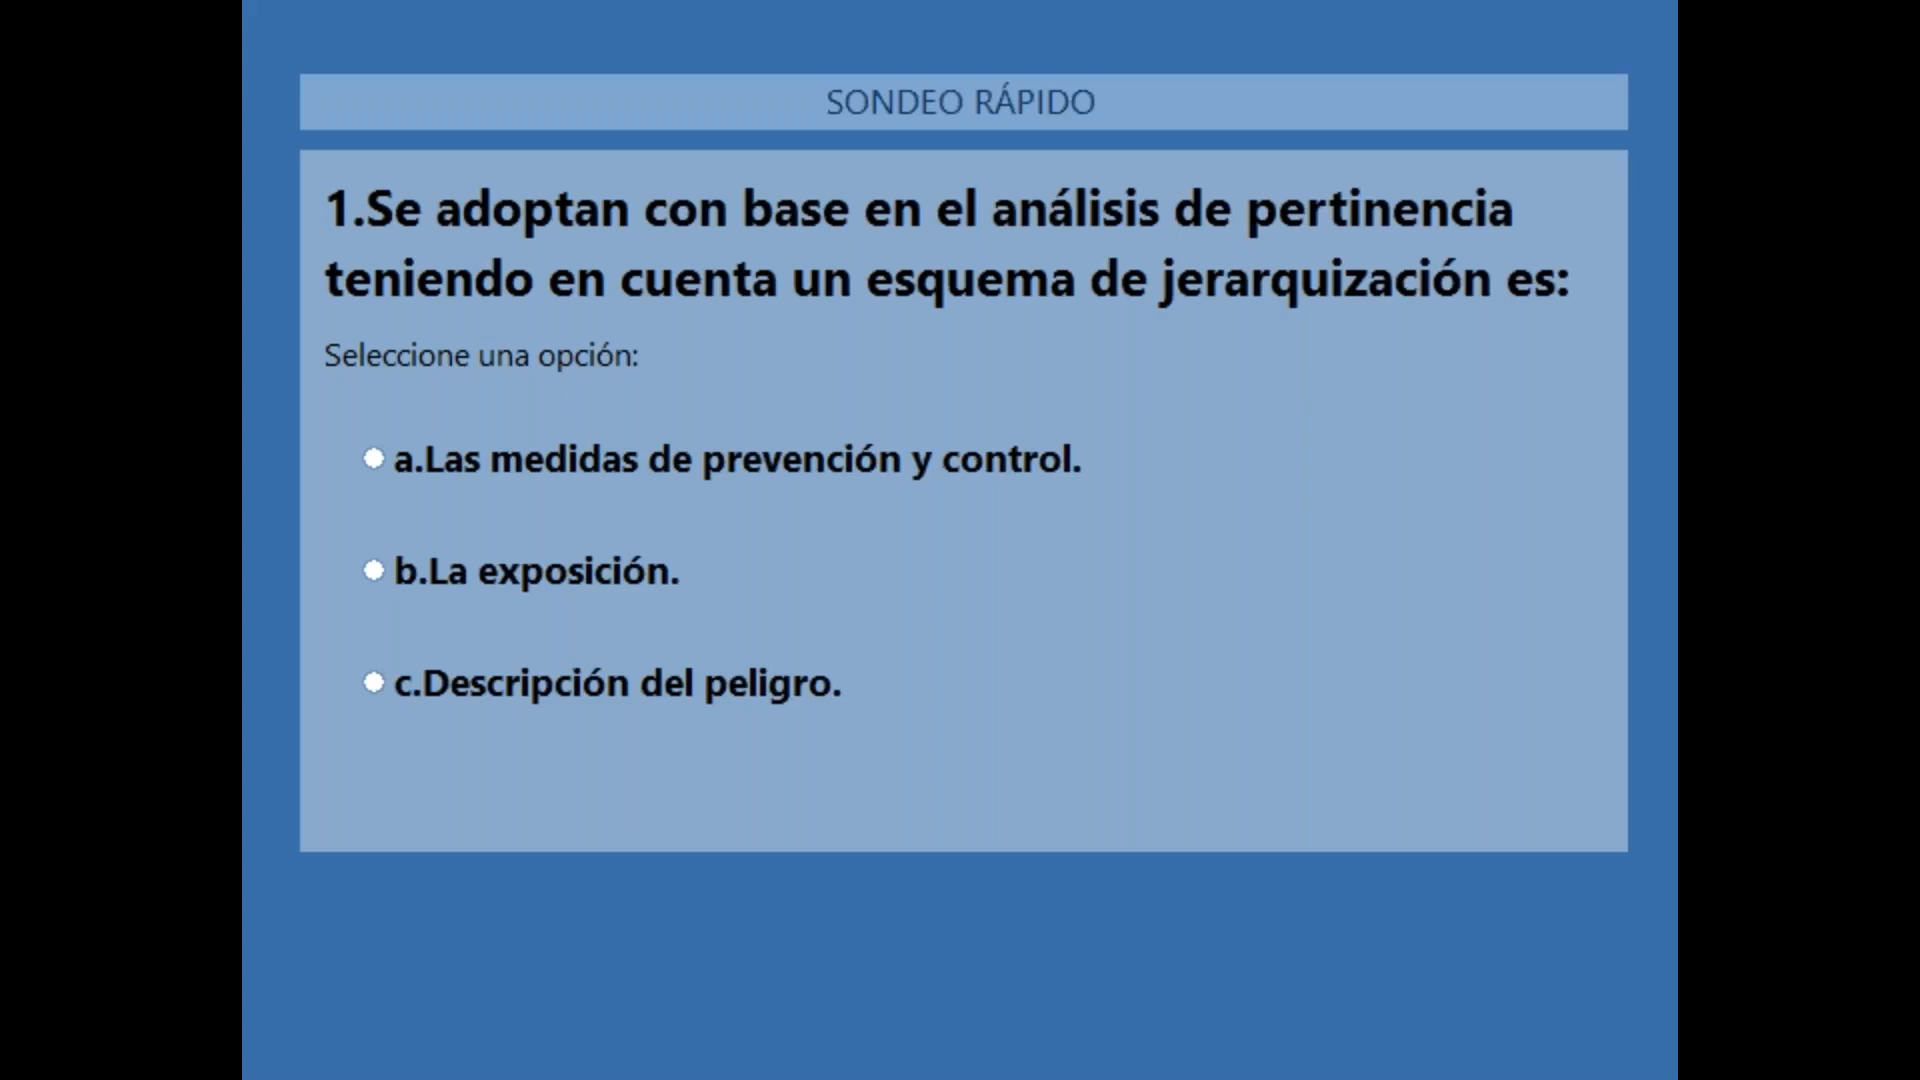 SONDEO RÁPIDO
1.Se adoptan con base en el análisis de pertinencia
teniendo en cuenta un esquema de jerarquización es:
Seleccione una opción:
a.Las medidas de prevención y control.
b.La exposición.
c.Descripción del peligro.